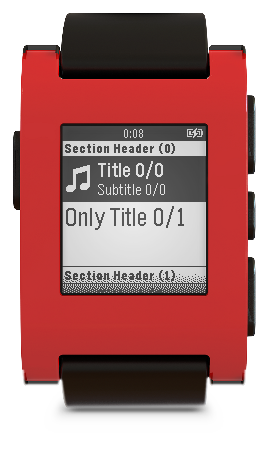 0:08
Section Header (0)
Title 0/0
Subtitle 0/0
Only Title 0/1
Section Header (1)